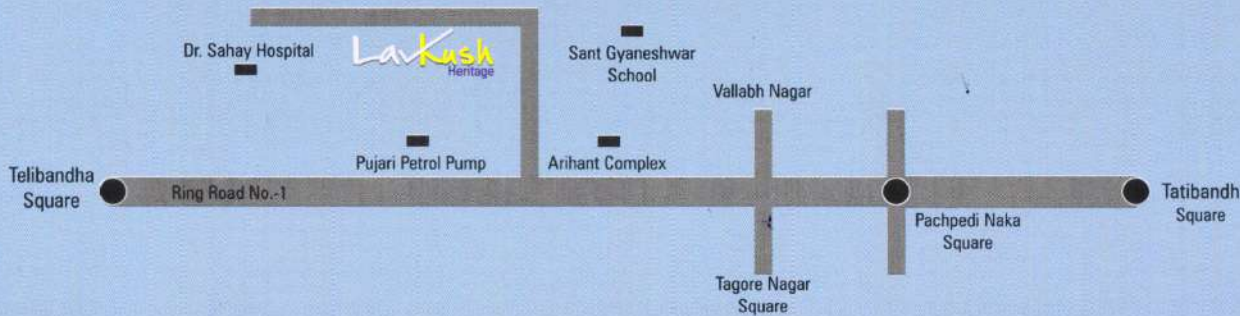 Dr. Sahay Hospital
LavKush
Heritage
Sant Gyaneshwar
School
Vallabh Nagar
Pujari Petrol Pump
Arihant Complex
Telibandha
Square
Ring Road No.-1
Pachpedi Naka
Square
Tatibandh
Square
Tagore Nagar
Square